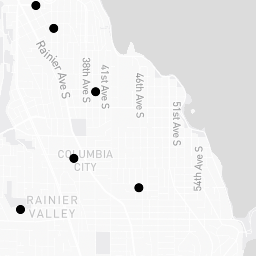 Rainier Ave S
38th Ave S
41st Ave S
46th Ave S
51st Ave S
54th Ave S
COLUMBIA
CITY
RAINIER
VALLEY